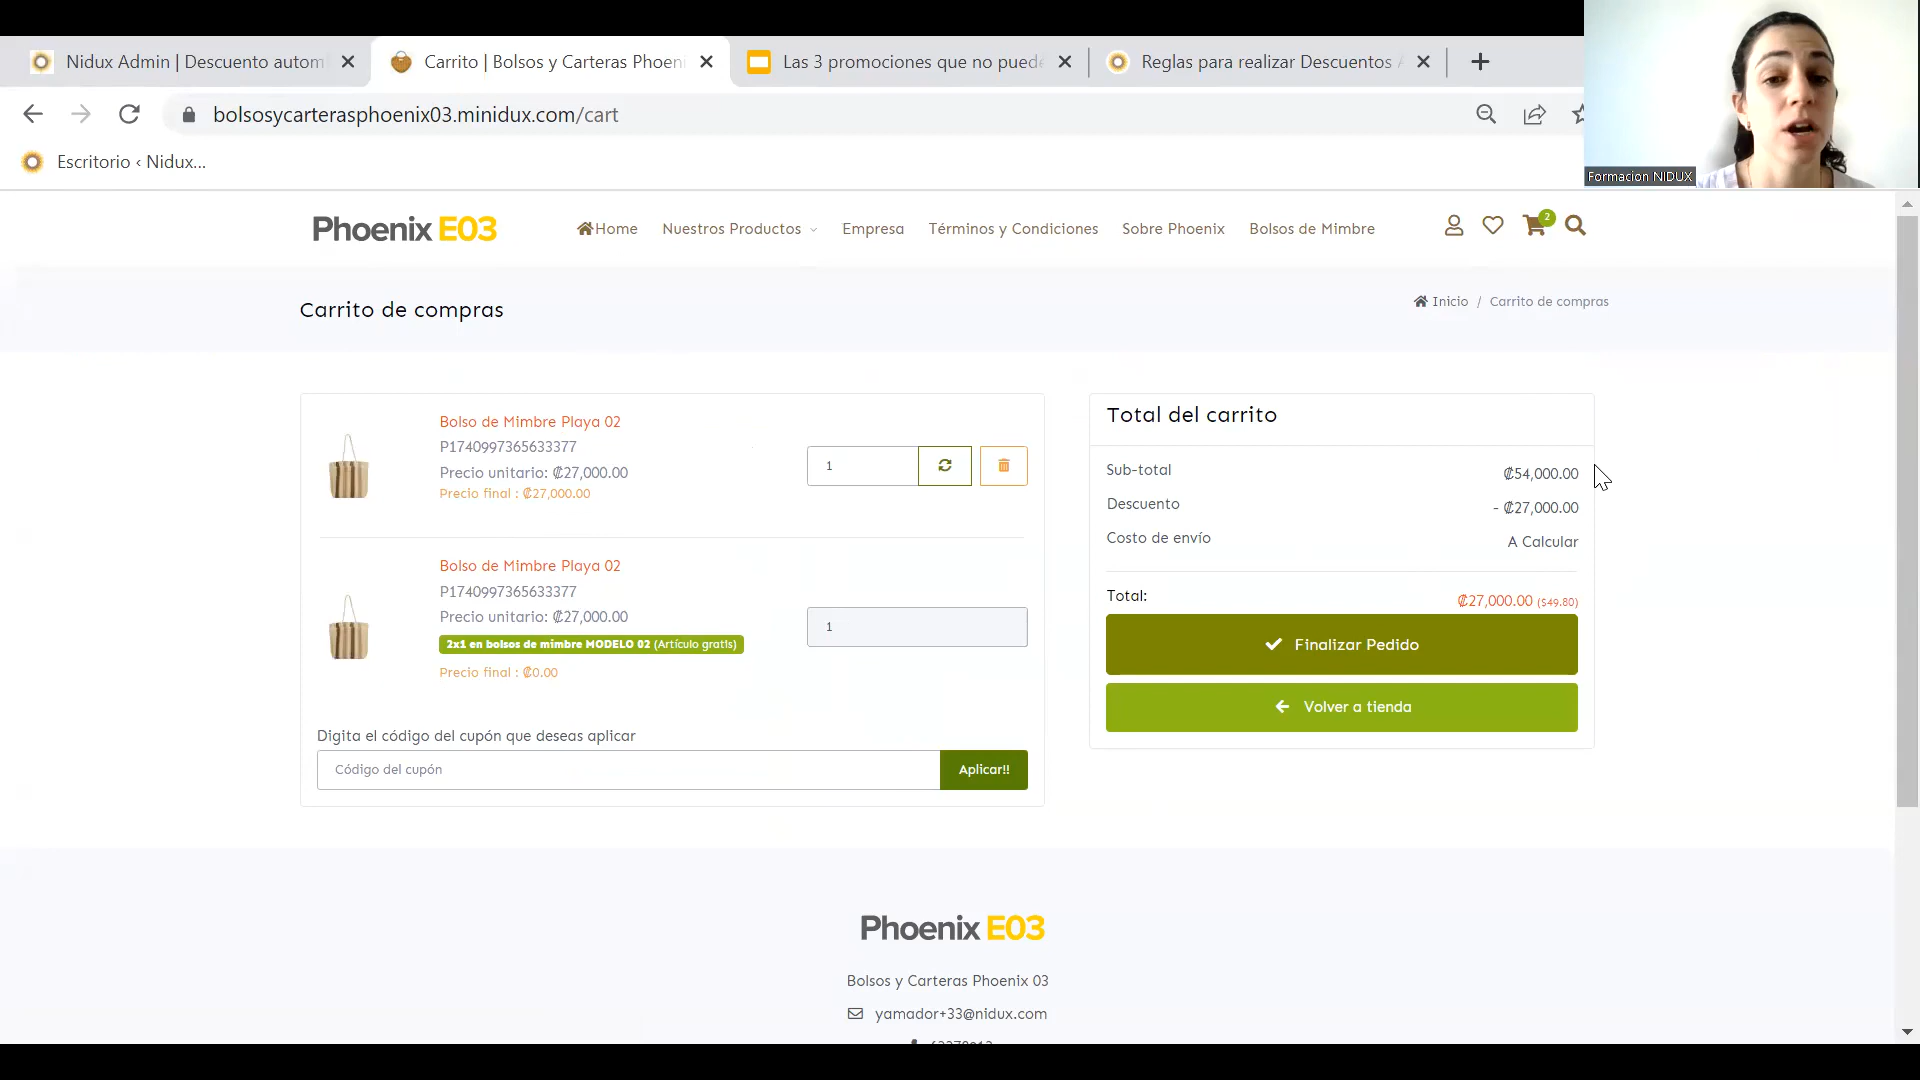 Nidux Admin | Descuento autom
Carrito | Bolsos y Carteras Phoen
Las 3 promociones que no pued
Reglas para realizar Descuentos A
bolsosycarterasphoenix03.minidux.com/cart
Escritorio ‹ Nidux...
Formacion NIDUX
Phoenix E03
Home
Nuestros Productos
Empresa
Términos y Condiciones
Sobre Phoenix
Bolsos de Mimbre
2
Carrito de compras
Inicio / Carrito de compras
Bolso de Mimbre Playa 02
P1740997365633377
Precio unitario: ₡27,000.00
Precio final : ₡27,000.00
1
Bolso de Mimbre Playa 02
P1740997365633377
Precio unitario: ₡27,000.00
2x1 en bolsos de mimbre MODELO 02 (Artículo gratis)
Precio final : ₡0.00
1
Digita el código del cupón que deseas aplicar
Código del cupón
Aplicar!!
Total del carrito
Sub-total ₡54,000.00
Descuento - ₡27,000.00
Costo de envío A Calcular
Total: ₡27,000.00 ($49.80)
Finalizar Pedido
Volver a tienda
Phoenix E03
Bolsos y Carteras Phoenix 03
yamador+33@nidux.com